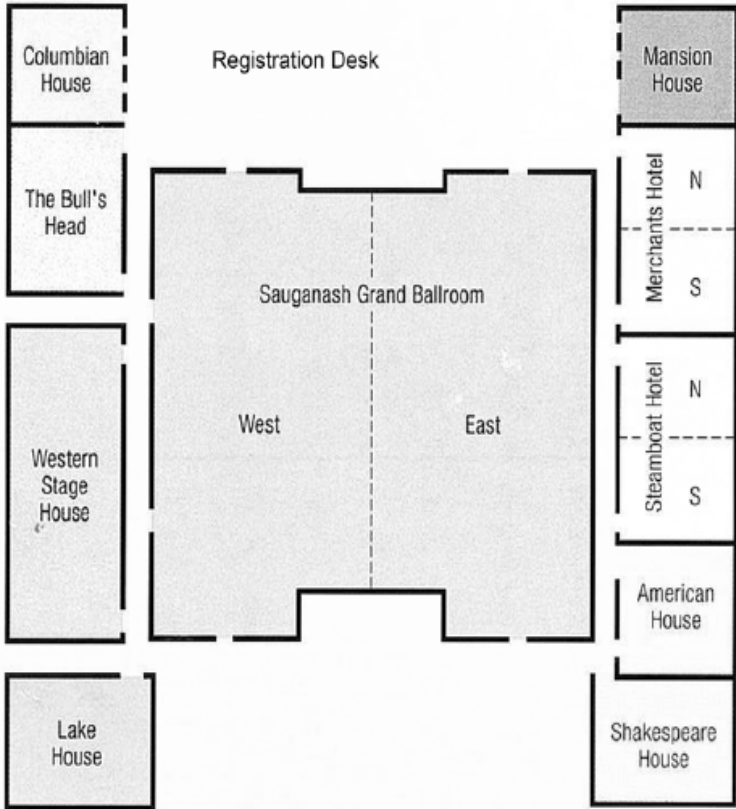 Columbian
House
Registration Desk
Mansion
House
The Bull's
Head
Merchants Hotel
N
S
Sauganash Grand Ballroom
West
East
Western
Stage
House
Steamboat Hotel
N
S
American
House
Lake
House
Shakespeare
House